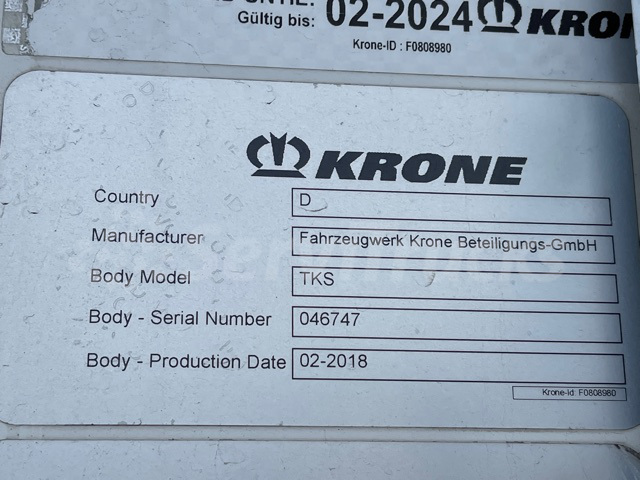 Gültig bis: 02-2024 KRONE
Krone-ID : F0808980
KRONE
Country D
Manufacturer Fahrzeugwerk Krone Beteiligungs-GmbH
Body Model TKS
Body - Serial Number 046747
Body - Production Date 02-2018
Krone-Id: F0808980